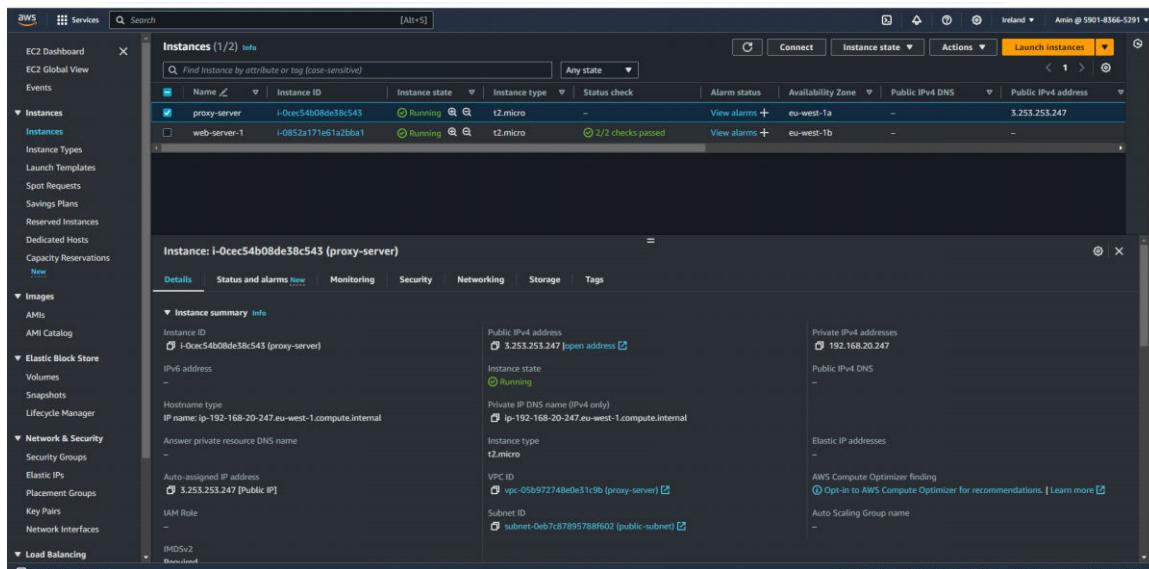 aws Services Search [Alt+S] Ireland ▼ Amin @ 5901-8366-5291 ▼
EC2 Dashboard
EC2 Global View
Events
▼ Instances
Instances
Instance Types
Launch Templates
Spot Requests
Savings Plans
Reserved Instances
Dedicated Hosts
Capacity Reservations
New
▼ Images
AMIs
AMI Catalog
▼ Elastic Block Store
Volumes
Snapshots
Lifecycle Manager
▼ Network & Security
Security Groups
Elastic IPs
Placement Groups
Key Pairs
Network Interfaces
▼ Load Balancing
Instances (1/2) Info
Connect Instance state ▼ Actions ▼ Launch instances ▼
Find Instance by attribute or tag (case-sensitive) Any state ▼ < 1 >
Name Instance ID Instance state Instance type Status check Alarm status Availability Zone Public IPv4 DNS Public IPv4 address
proxy-server i-0cec54b08de38c543 Running t2.micro – View alarms + eu-west-1a – 3.253.253.247
web-server-1 i-0852a171e61a2bba1 Running t2.micro 2/2 checks passed View alarms + eu-west-1b – –
Instance: i-0cec54b08de38c543 (proxy-server)
Details Status and alarms New Monitoring Security Networking Storage Tags
▼ Instance summary Info
Instance ID Public IPv4 address Private IPv4 addresses
i-0cec54b08de38c543 (proxy-server) 3.253.253.247 |open address 192.168.20.247
IPv6 address Instance state Public IPv4 DNS
– Running –
Hostname type Private IP DNS name (IPv4 only)
IP name: ip-192-168-20-247.eu-west-1.compute.internal ip-192-168-20-247.eu-west-1.compute.internal
Answer private resource DNS name Instance type Elastic IP addresses
– t2.micro –
Auto-assigned IP address VPC ID AWS Compute Optimizer finding
3.253.253.247 [Public IP] vpc-05b972748e0e31c9b (proxy-server) Opt-in to AWS Compute Optimizer for recommendations. | Learn more
IAM Role Subnet ID Auto Scaling Group name
– subnet-0eb7c87895788f602 (public-subnet) –
IMDSv2
Required